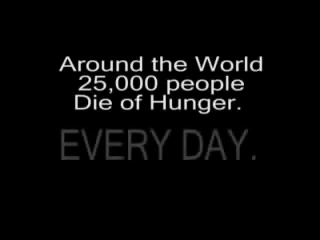 Around the World
25,000 people
Die of Hunger.
EVERY DAY.